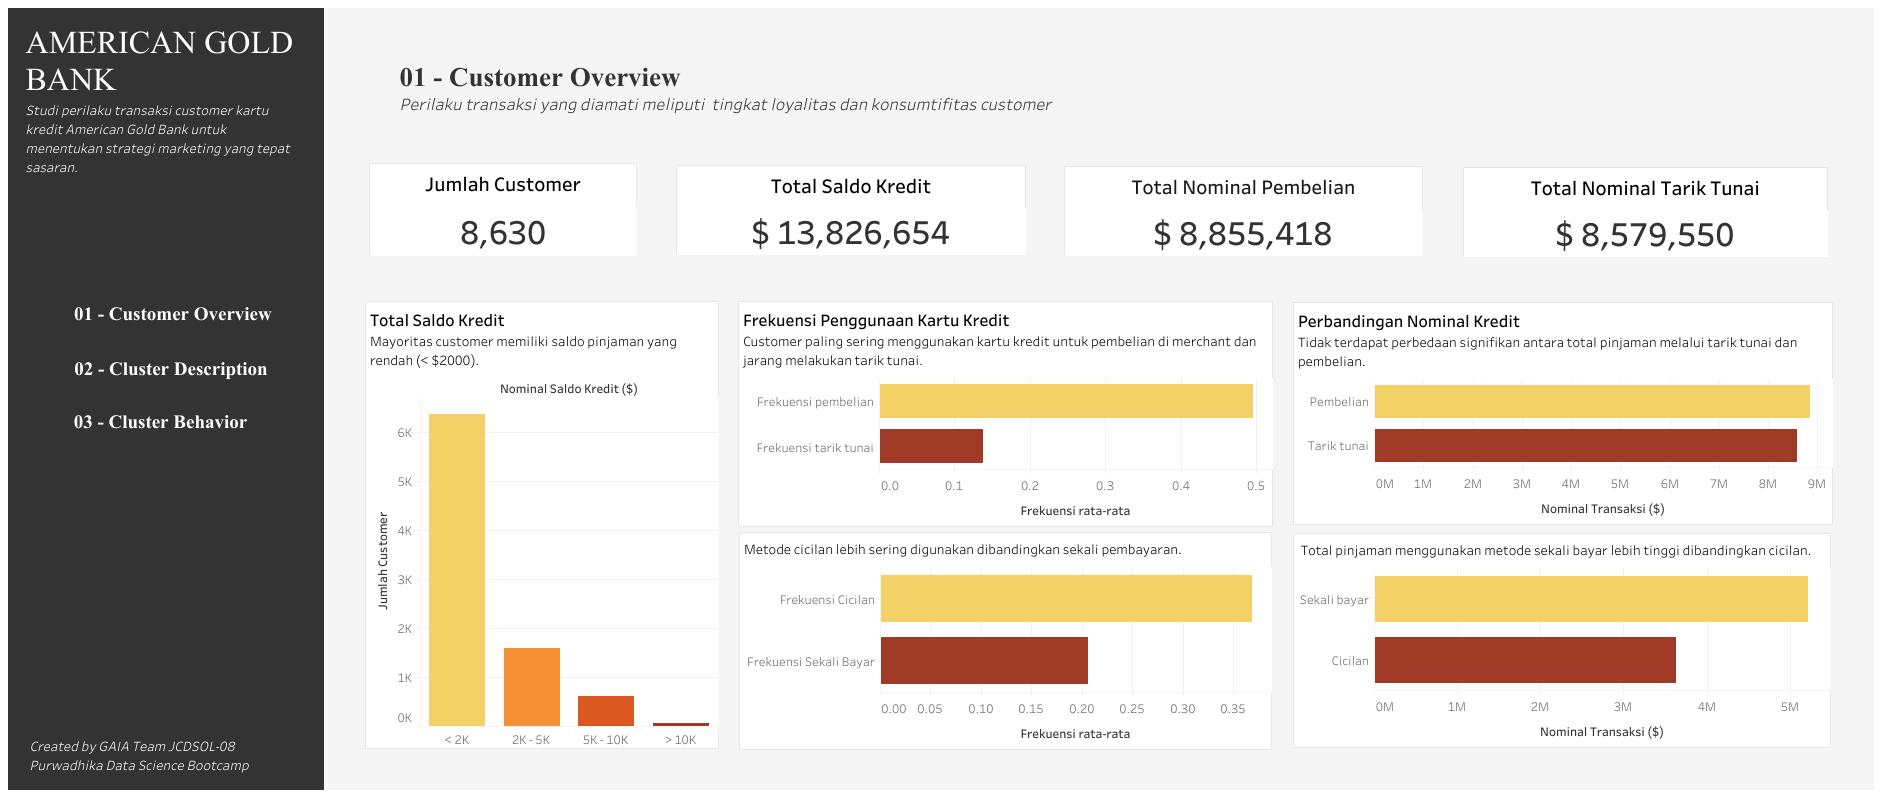 AMERICAN GOLD
BANK
Studi perilaku transaksi customer kartu
kredit American Gold Bank untuk
menentukan strategi marketing yang tepat
sasaran.
01 - Customer Overview
02 - Cluster Description
03 - Cluster Behavior
Created by GAIA Team JCDSOL-08
Purwadhika Data Science Bootcamp
01 - Customer Overview
Perilaku transaksi yang diamati meliputi  tingkat loyalitas dan konsumtifitas customer
Jumlah Customer
8,630
Total Saldo Kredit
$ 13,826,654
Total Nominal Pembelian
$ 8,855,418
Total Nominal Tarik Tunai
$ 8,579,550
Total Saldo Kredit
Mayoritas customer memiliki saldo pinjaman yang
rendah (< $2000).
Nominal Saldo Kredit ($)
Jumlah Customer
6K
5K
4K
3K
2K
1K
0K
< 2K 2K - 5K 5K - 10K > 10K
Frekuensi Penggunaan Kartu Kredit
Customer paling sering menggunakan kartu kredit untuk pembelian di merchant dan
jarang melakukan tarik tunai.
Frekuensi pembelian
Frekuensi tarik tunai
0.0 0.1 0.2 0.3 0.4 0.5
Frekuensi rata-rata
Metode cicilan lebih sering digunakan dibandingkan sekali pembayaran.
Frekuensi Cicilan
Frekuensi Sekali Bayar
0.00 0.05 0.10 0.15 0.20 0.25 0.30 0.35
Frekuensi rata-rata
Perbandingan Nominal Kredit
Tidak terdapat perbedaan signifikan antara total pinjaman melalui tarik tunai dan
pembelian.
Pembelian
Tarik tunai
0M 1M 2M 3M 4M 5M 6M 7M 8M 9M
Nominal Transaksi ($)
Total pinjaman menggunakan metode sekali bayar lebih tinggi dibandingkan cicilan.
Sekali bayar
Cicilan
0M 1M 2M 3M 4M 5M
Nominal Transaksi ($)